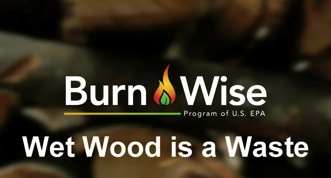 Burn Wise
Program of U.S. EPA
Wet Wood is a Waste